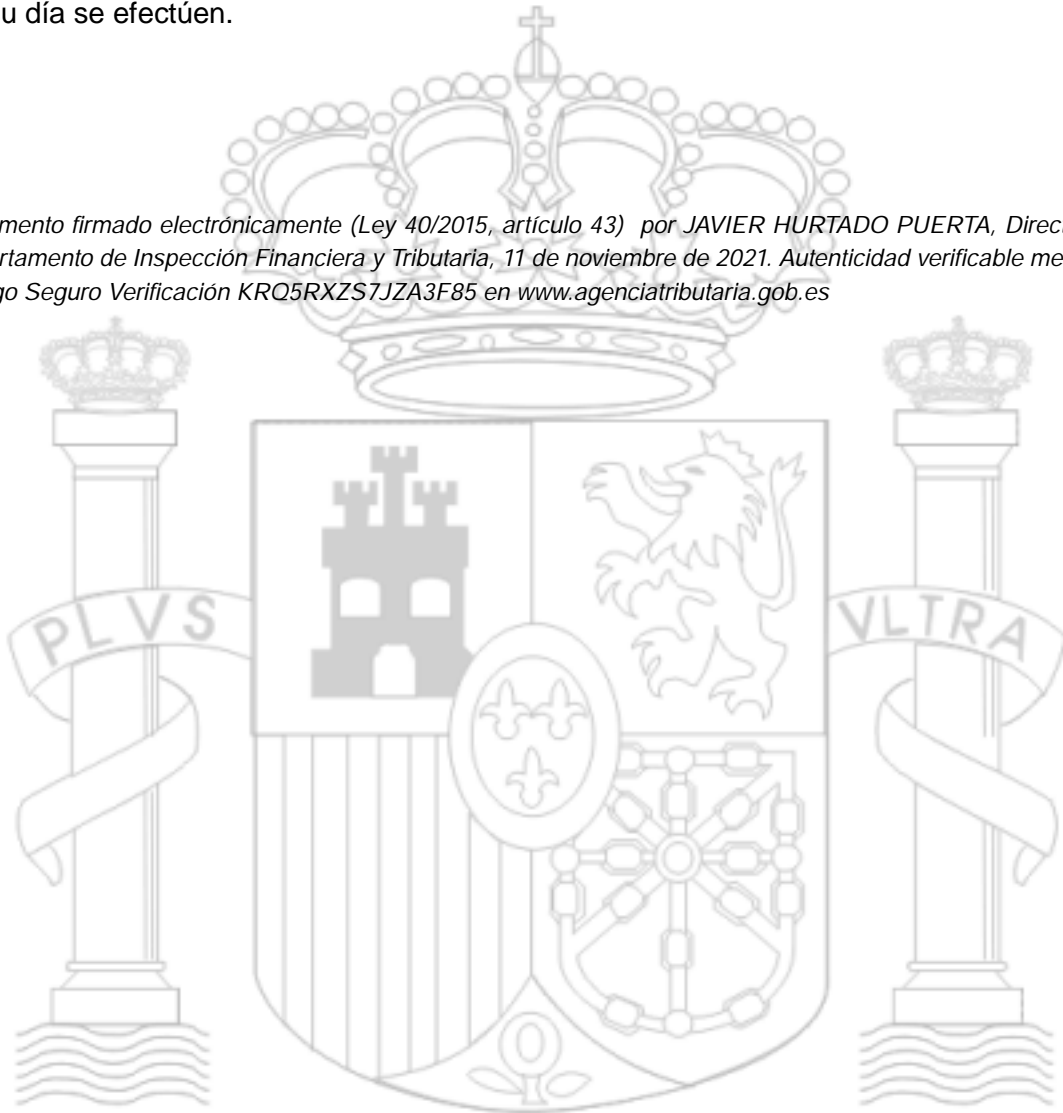 u día se efectúen.
mento firmado electrónicamente (Ley 40/2015, artículo 43) por JAVIER HURTADO PUERTA, Direc
rtamento de Inspección Financiera y Tributaria, 11 de noviembre de 2021. Autenticidad verificable me
go Seguro Verificación KRQ5RXZS7JZA3F85 en www.agenciatributaria.gob.es
PLVS
VLTRA